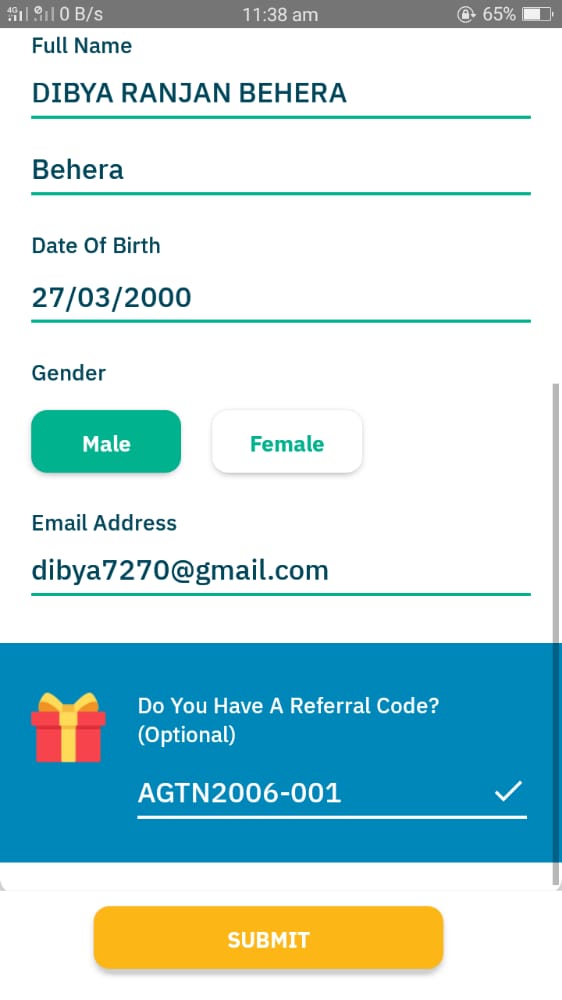 4G 0 B/s 11:38 am 65%
Full Name
DIBYA RANJAN BEHERA
Behera
Date Of Birth
27/03/2000
Gender
Male Female
Email Address
dibya7270@gmail.com
Do You Have A Referral Code?
(Optional)
AGTN2006-001
SUBMIT